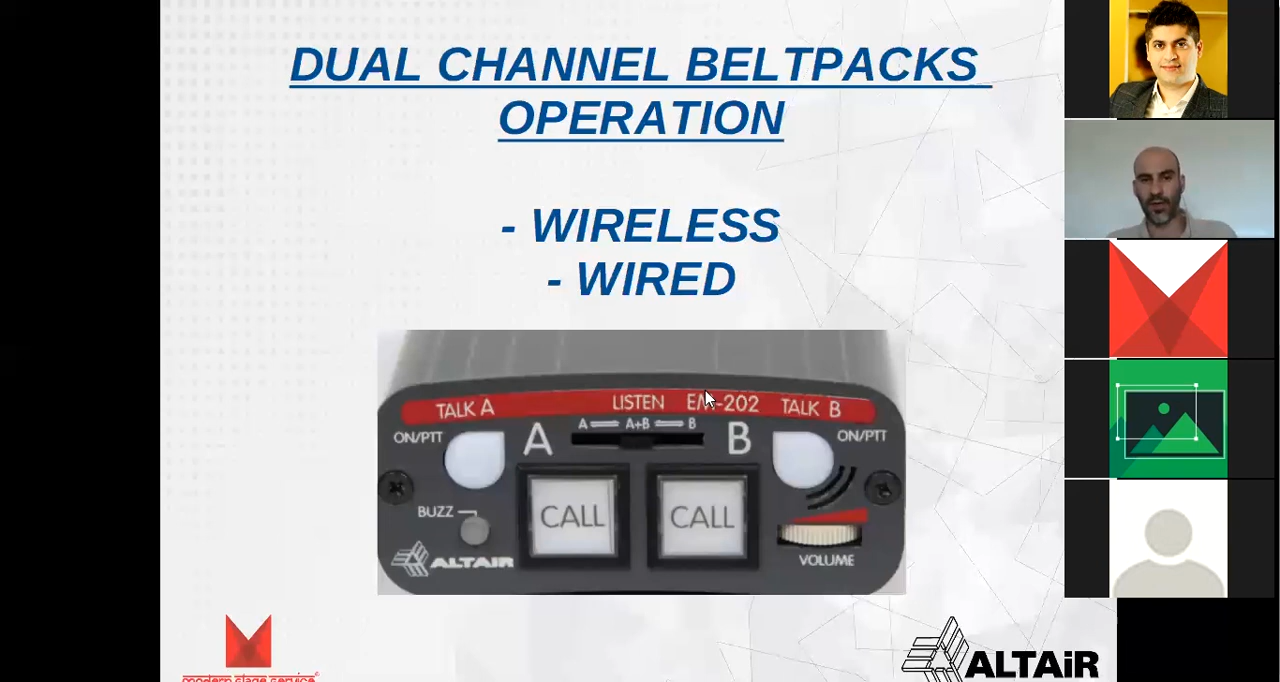 DUAL CHANNEL BELTPACKS
OPERATION
- WIRELESS
- WIRED
TALK A LISTEN EM-202 TALK B
A A+B B
ON/PTT A B ON/PTT
BUZZ CALL CALL
ALTAIR VOLUME
modern stage service
ALTAiR